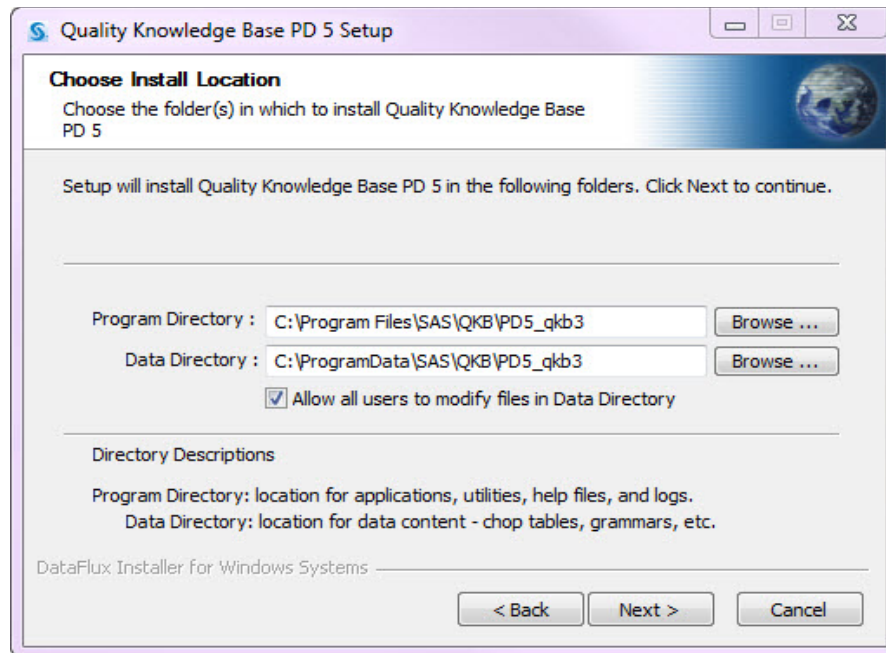 Quality Knowledge Base PD 5 Setup
Choose Install Location
Choose the folder(s) in which to install Quality Knowledge Base
PD 5
Setup will install Quality Knowledge Base PD 5 in the following folders. Click Next to continue.
Program Directory : C:\Program Files\SAS\QKB\PD5_qkb3 Browse ...
Data Directory : C:\ProgramData\SAS\QKB\PD5_qkb3 Browse ...
Allow all users to modify files in Data Directory
Directory Descriptions
Program Directory: location for applications, utilities, help files, and logs.
Data Directory: location for data content - chop tables, grammars, etc.
DataFlux Installer for Windows Systems
< Back Next > Cancel